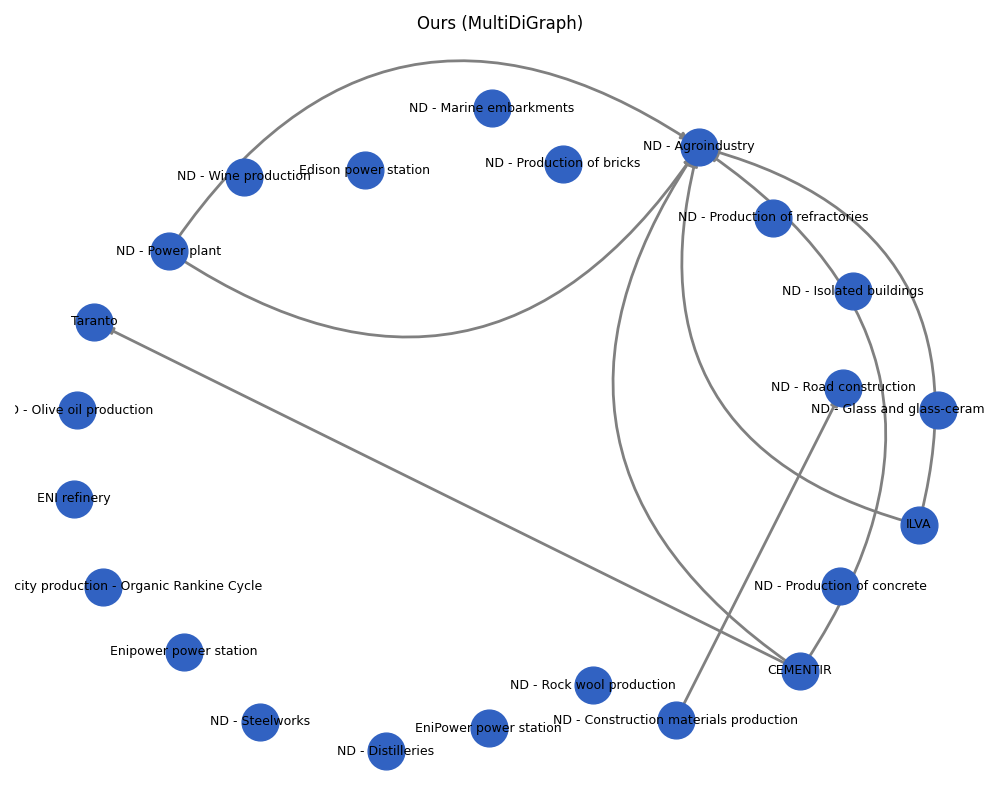 Ours (MultiDiGraph)
ND - Marine embarkments
ND - Agroindustry
ND - Production of bricks
Edison power station
ND - Wine production
ND - Production of refractories
ND - Power plant
ND - Isolated buildings
Taranto
ND - Road construction
- Olive oil production
ND - Glass and glass-ceram
ENI refinery
ILVA
city production - Organic Rankine Cycle
ND - Production of concrete
Enipower power station
CEMENTIR
ND - Rock wool production
ND - Steelworks
ND - Construction materials production
EniPower power station
ND - Distilleries